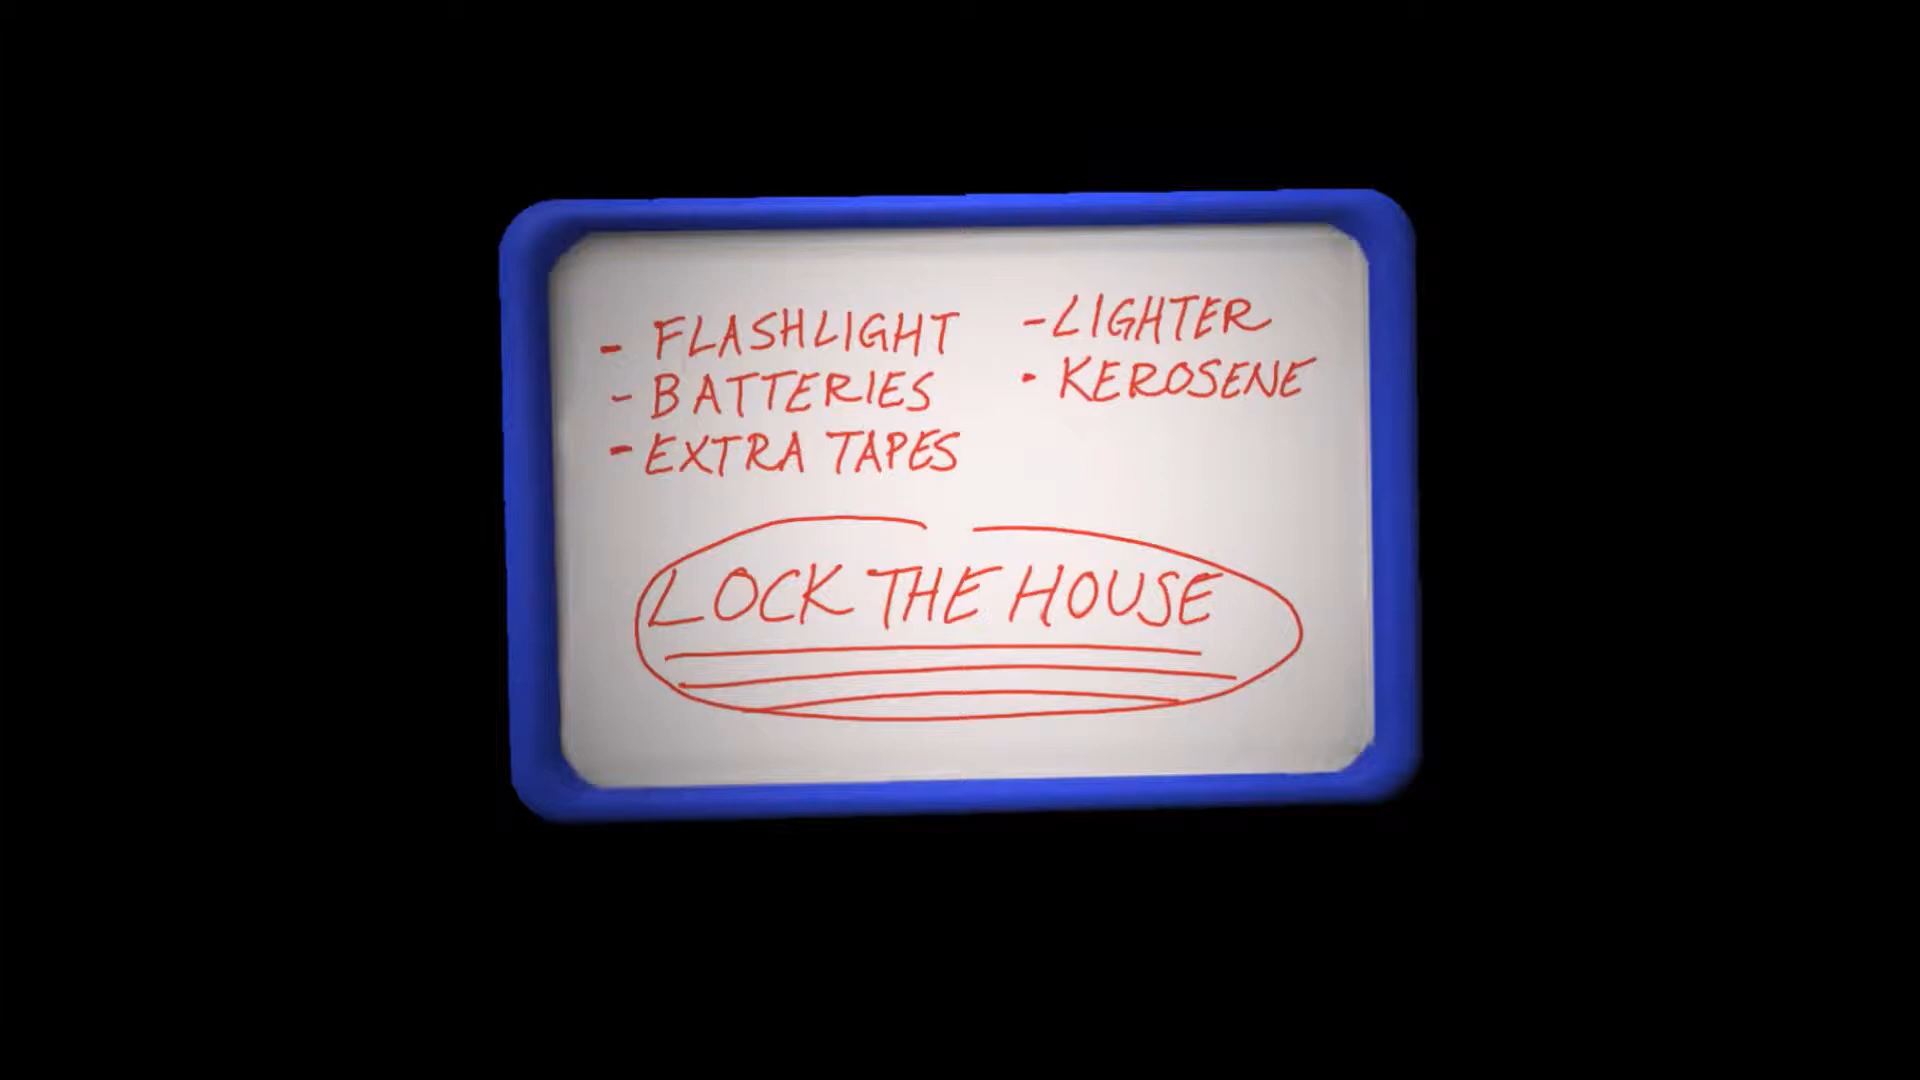 - FLASHLIGHT
- BATTERIES
- EXTRA TAPES
- LIGHTER
- KEROSENE
LOCK THE HOUSE